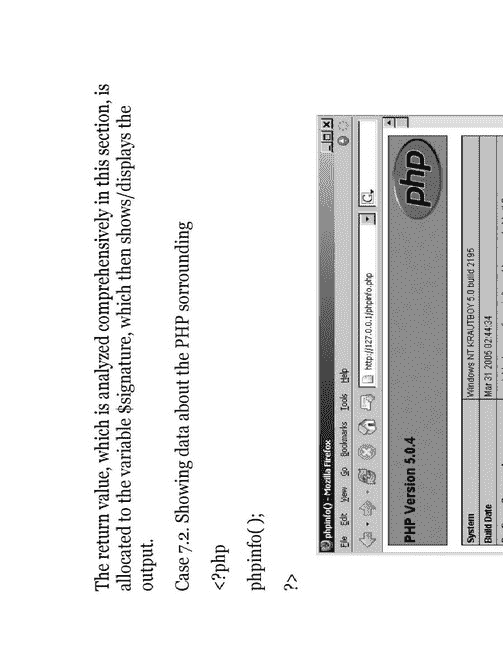 The return value, which is analyzed comprehensively in this section, is
allocated to the variable $signature, which then shows/displays the
output.
Case 7.2. Showing data about the PHP sorrounding
<?php
phpinfo();
?>
phpinfo() - Mozilla Firefox
File Edit View Go Bookmarks Tools Help
http://127.0.0.1/phpinfo.php
PHP Version 5.0.4
php
System Windows NT KRAUTBOY 5.0 build 2195
Build Date Mar 31 2005 02:44:34